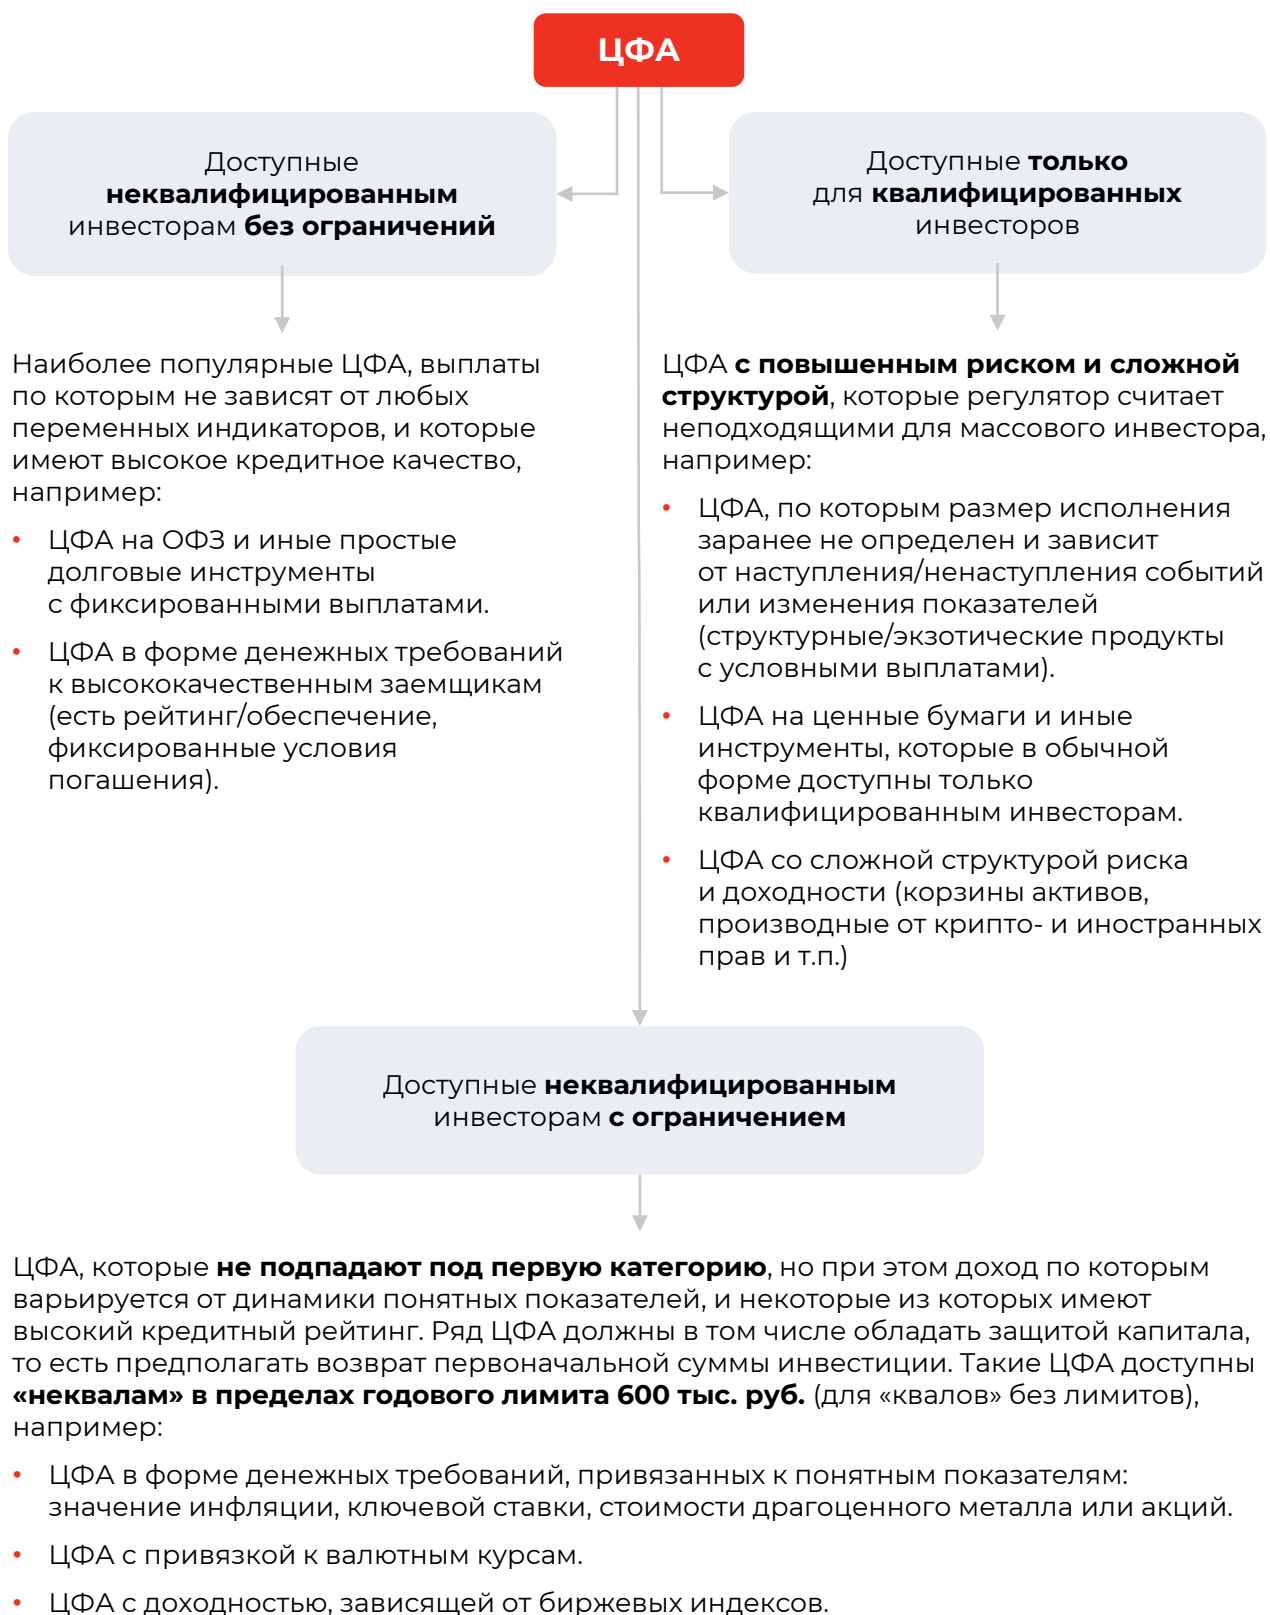 ЦФА
Доступные
неквалифицированным
инвесторам без ограничений
Доступные только
для квалифицированных
инвесторов
Наиболее популярные ЦФА, выплаты
по которым не зависят от любых
переменных индикаторов, и которые
имеют высокое кредитное качество,
например:
• ЦФА на ОФЗ и иные простые
долговые инструменты
с фиксированными выплатами.
• ЦФА в форме денежных требований
к высококачественным заемщикам
(есть рейтинг/обеспечение,
фиксированные условия
погашения).
ЦФА с повышенным риском и сложной
структурой, которые регулятор считает
неподходящими для массового инвестора,
например:
• ЦФА, по которым размер исполнения
заранее не определен и зависит
от наступления/ненаступления событий
или изменения показателей
(структурные/экзотические продукты
с условными выплатами).
• ЦФА на ценные бумаги и иные
инструменты, которые в обычной
форме доступны только
квалифицированным инвесторам.
• ЦФА со сложной структурой риска
и доходности (корзины активов,
производные от крипто- и иностранных
прав и т.п.)
Доступные неквалифицированным
инвесторам с ограничением
ЦФА, которые не подпадают под первую категорию, но при этом доход по которым
варьируется от динамики понятных показателей, и некоторые из которых имеют
высокий кредитный рейтинг. Ряд ЦФА должны в том числе обладать защитой капитала,
то есть предполагать возврат первоначальной суммы инвестиции. Такие ЦФА доступны
«неквалам» в пределах годового лимита 600 тыс. руб. (для «квалов» без лимитов),
например:
• ЦФА в форме денежных требований, привязанных к понятным показателям:
значение инфляции, ключевой ставки, стоимости драгоценного металла или акций.
• ЦФА с привязкой к валютным курсам.
• ЦФА с доходностью, зависящей от биржевых индексов.